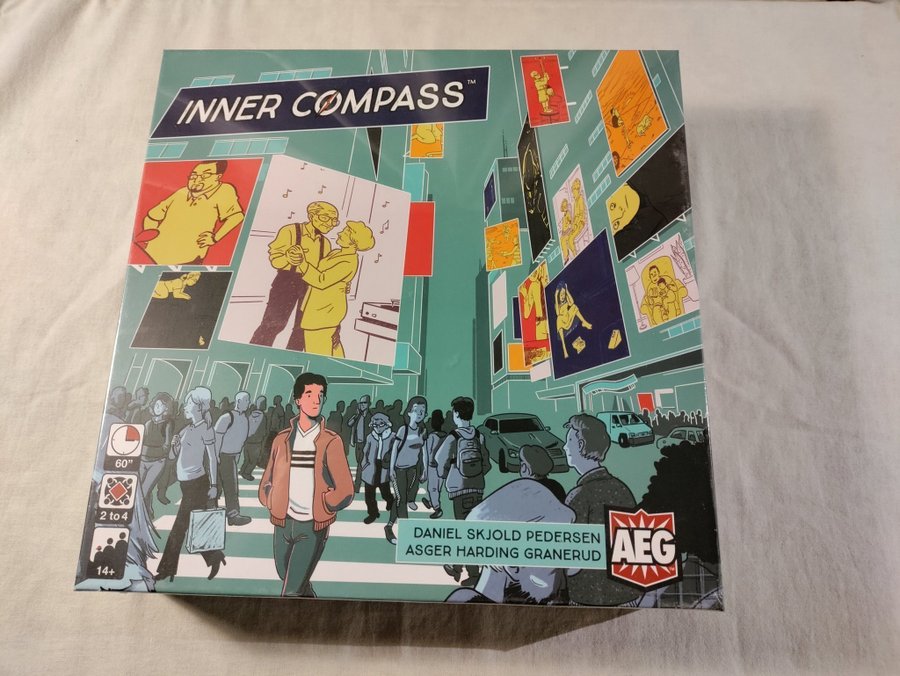 INNER COMPASS™
60"
2 to 4
14+
DANIEL SKJOLD PEDERSEN
ASGER HARDING GRANERUD
AEG